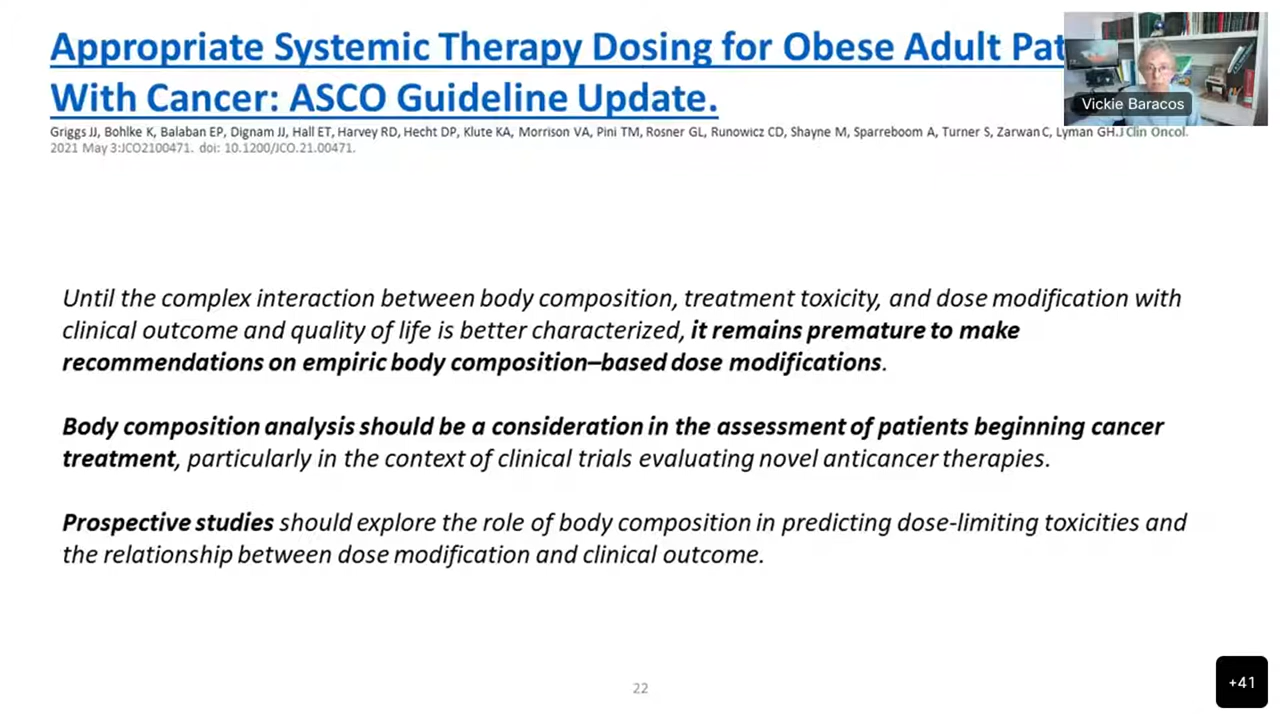 Appropriate Systemic Therapy Dosing for Obese Adult Pat
With Cancer: ASCO Guideline Update.
Griggs JJ, Bohlke K, Balaban EP, Dignam JJ, Hall ET, Harvey RD, Hecht DP, Klute KA, Morrison VA, Pini TM, Rosner GL, Runowicz CD, Shayne M, Sparreboom A, Turner S, Zarwan C, Lyman GH.J Clin Oncol.
2021 May 3:JCO2100471. doi: 10.1200/JCO.21.00471.
Vickie Baracos
Until the complex interaction between body composition, treatment toxicity, and dose modification with
clinical outcome and quality of life is better characterized, it remains premature to make
recommendations on empiric body composition–based dose modifications.
Body composition analysis should be a consideration in the assessment of patients beginning cancer
treatment, particularly in the context of clinical trials evaluating novel anticancer therapies.
Prospective studies should explore the role of body composition in predicting dose-limiting toxicities and
the relationship between dose modification and clinical outcome.
22
+41